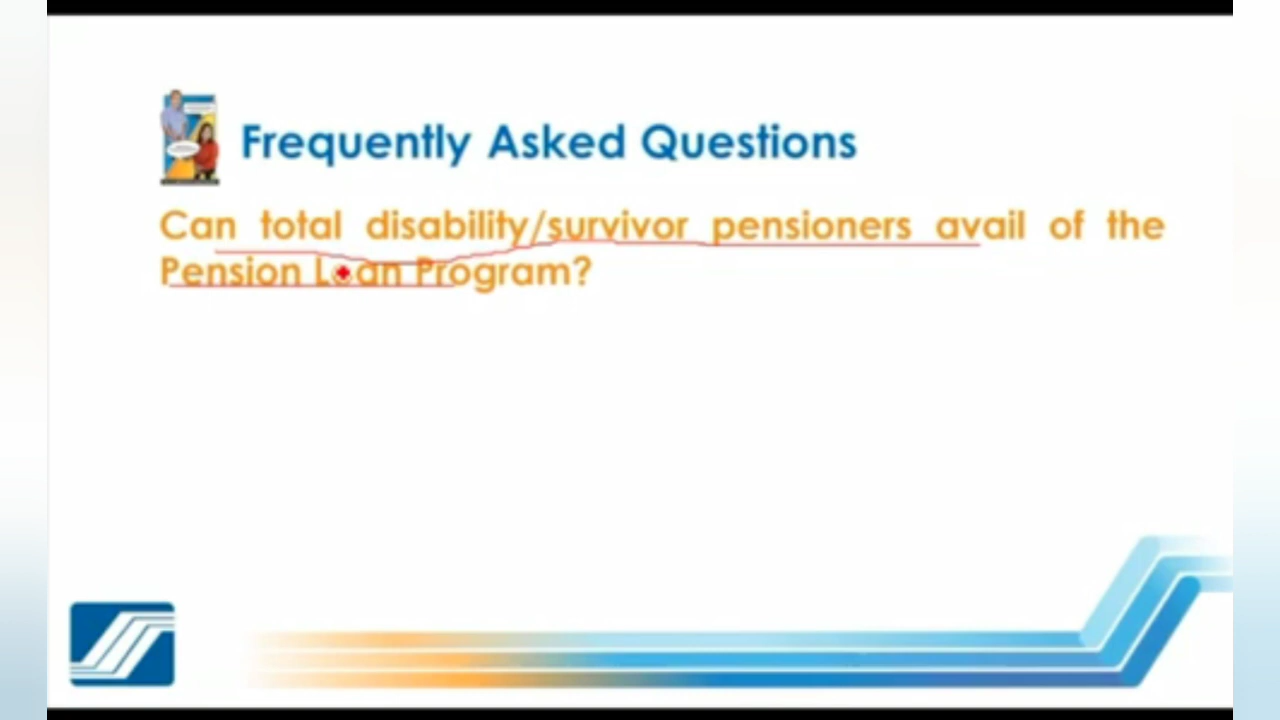 Frequently Asked Questions
Can total disability/survivor pensioners avail of the
Pension Loan Program?